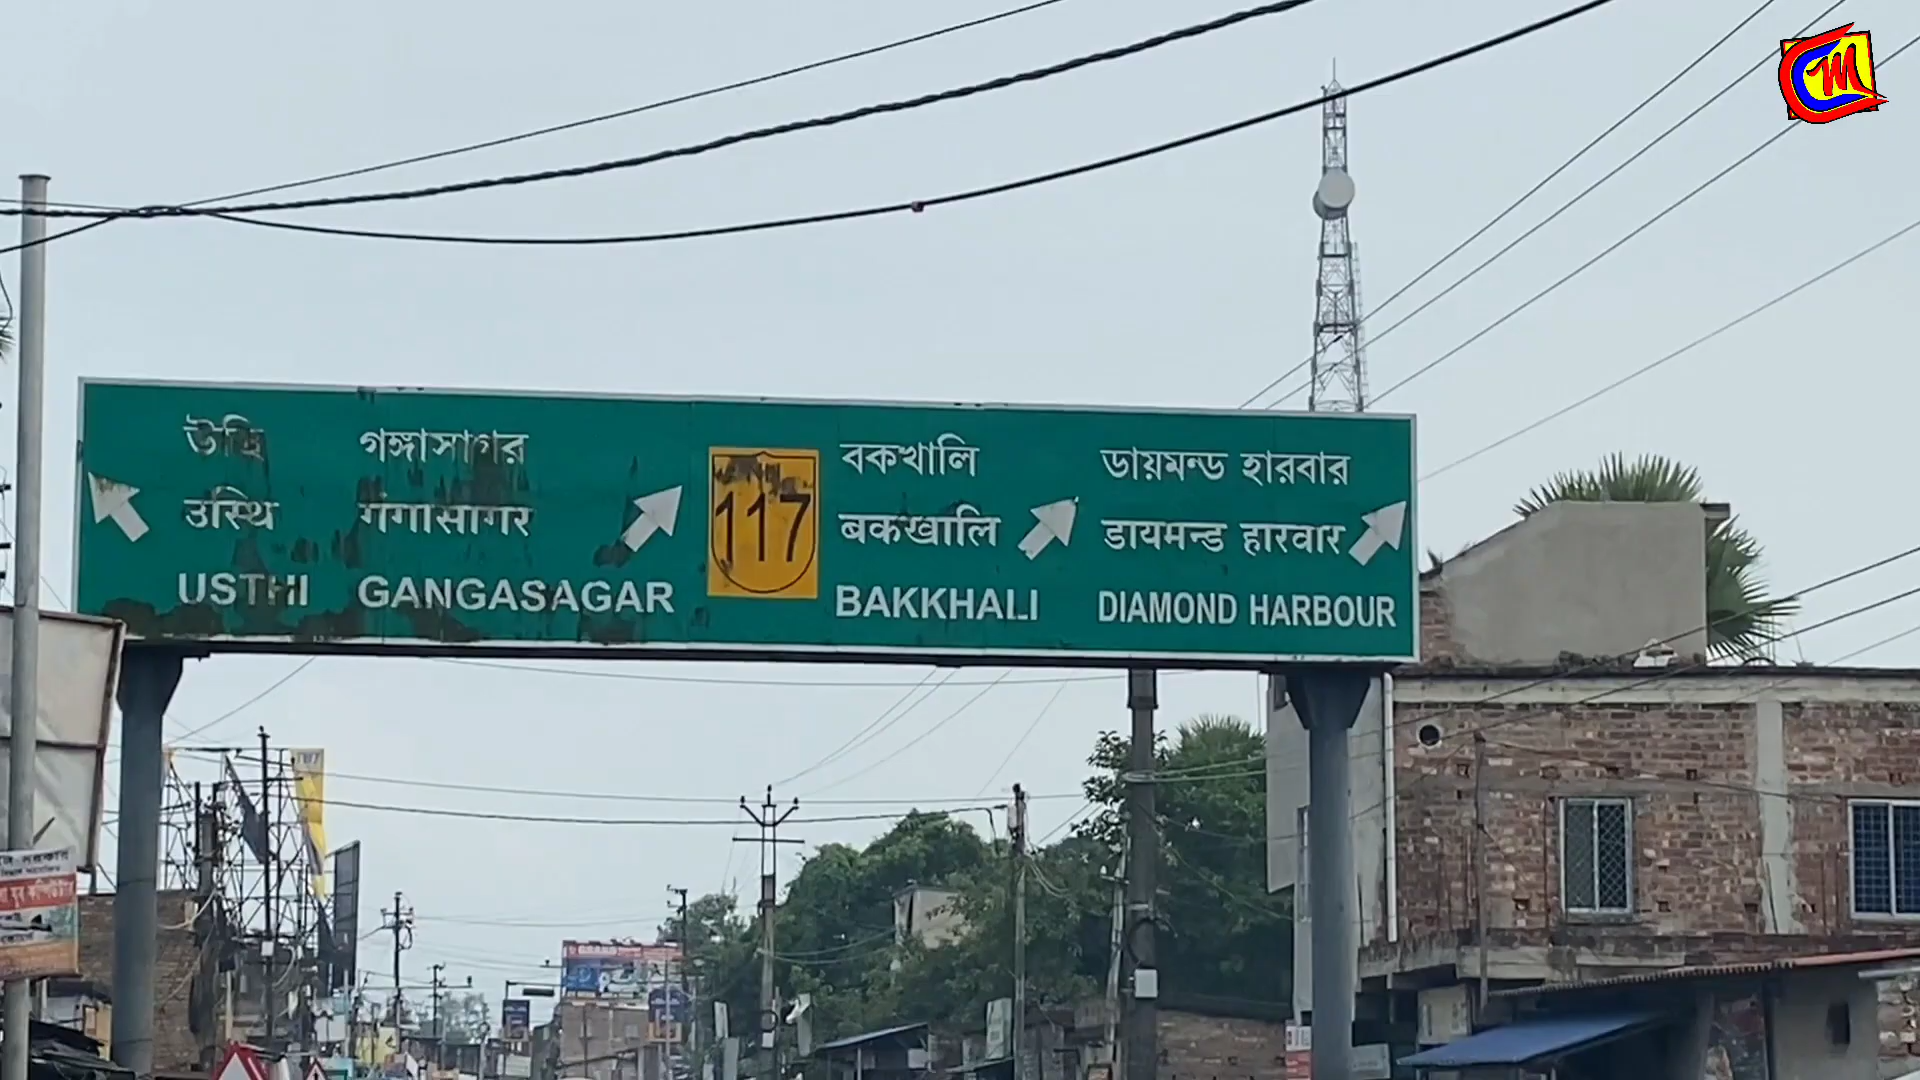 উস্থি
उस्थि
USTHI
গঙ্গাসাগর
गंगासागर
GANGASAGAR
117
বকখালি
बकखालि
BAKKHALI
ডায়মন্ড হারবার
डायमन्ड हारवार
DIAMOND HARBOUR